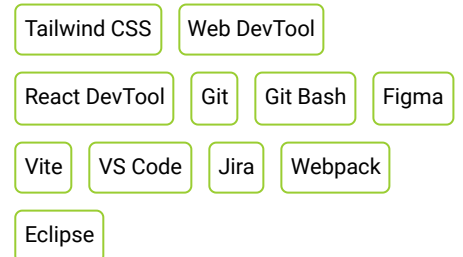 Tailwind CSS Web DevTool
React DevTool Git Git Bash Figma
Vite VS Code Jira Webpack
Eclipse